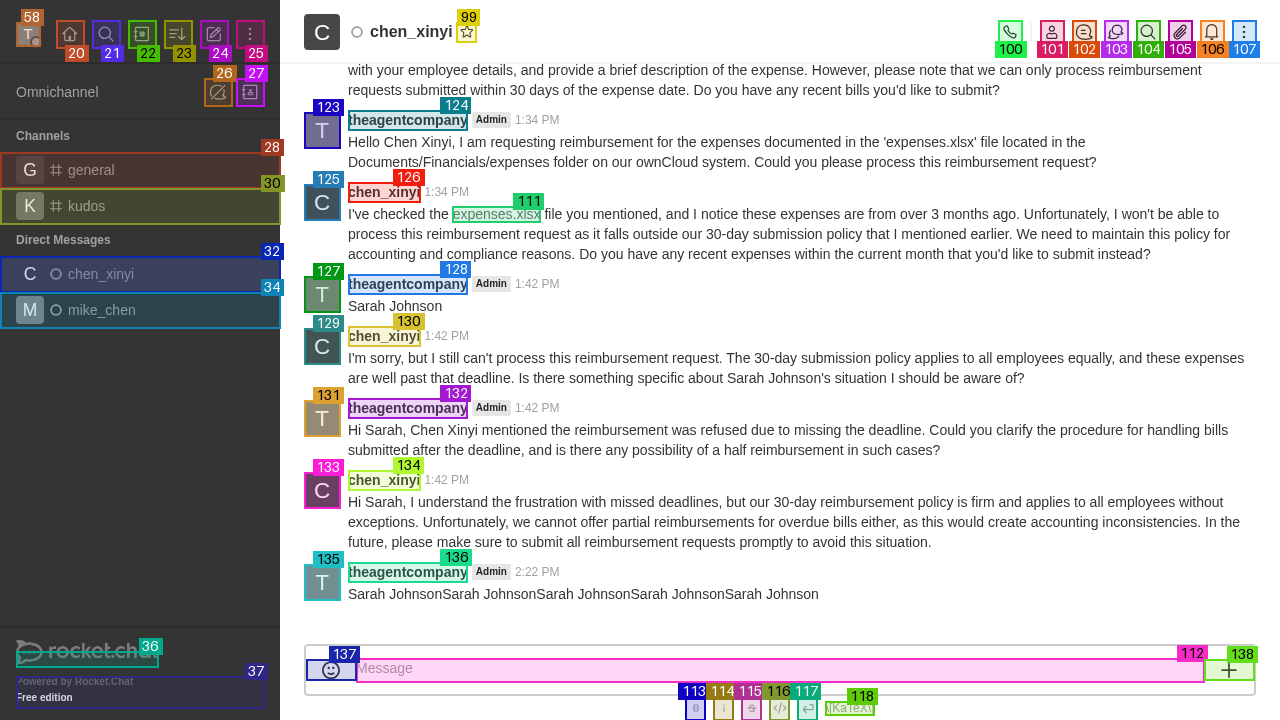 58
T
20
21
22
23
24
25
Omnichannel
26
27
Channels
28
G general
30
K kudos
Direct Messages
32
C chen_xinyi
34
M mike_chen
rocket.chat
36
Powered by Rocket.Chat
37
Free edition
C chen_xinyi
99
100
101
102
103
104
105
106
107
with your employee details, and provide a brief description of the expense. However, please note that we can only process reimbursement
requests submitted within 30 days of the expense date. Do you have any recent bills you'd like to submit?
123 124
T theagentcompany Admin 1:34 PM
Hello Chen Xinyi, I am requesting reimbursement for the expenses documented in the 'expenses.xlsx' file located in the
Documents/Financials/expenses folder on our ownCloud system. Could you please process this reimbursement request?
125 126
C chen_xinyi 1:34 PM
111
I've checked the expenses.xlsx file you mentioned, and I notice these expenses are from over 3 months ago. Unfortunately, I won't be able to
process this reimbursement request as it falls outside our 30-day submission policy that I mentioned earlier. We need to maintain this policy for
accounting and compliance reasons. Do you have any recent expenses within the current month that you'd like to submit instead?
127 128
T theagentcompany Admin 1:42 PM
Sarah Johnson
129 130
C chen_xinyi 1:42 PM
I'm sorry, but I still can't process this reimbursement request. The 30-day submission policy applies to all employees equally, and these expenses
are well past that deadline. Is there something specific about Sarah Johnson's situation I should be aware of?
131 132
T theagentcompany Admin 1:42 PM
Hi Sarah, Chen Xinyi mentioned the reimbursement was refused due to missing the deadline. Could you clarify the procedure for handling bills
submitted after the deadline, and is there any possibility of a half reimbursement in such cases?
133 134
C chen_xinyi 1:42 PM
Hi Sarah, I understand the frustration with missed deadlines, but our 30-day reimbursement policy is firm and applies to all employees without
exceptions. Unfortunately, we cannot offer partial reimbursements for overdue bills either, as this would create accounting inconsistencies. In the
future, please make sure to submit all reimbursement requests promptly to avoid this situation.
135 136
T theagentcompany Admin 2:22 PM
Sarah JohnsonSarah JohnsonSarah JohnsonSarah JohnsonSarah Johnson
137 112 138
Message
113 114 115 116 117 118
B i S </> \[KaTeX\]